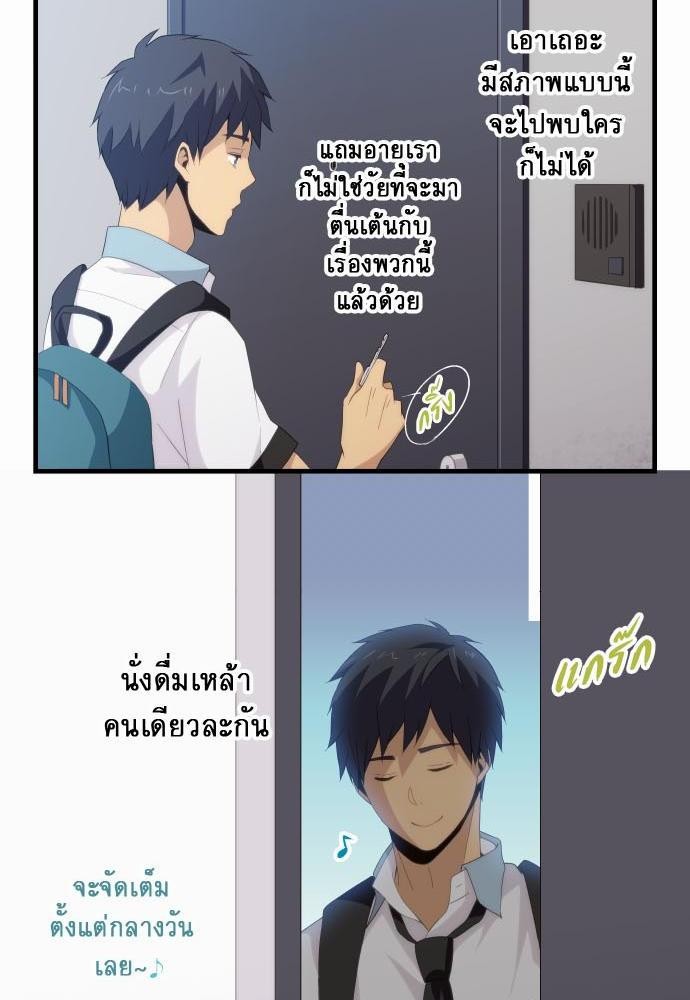 เอาเถอะ
มีสภาพแบบนี้
จะไปพบใคร
ก็ไม่ได้
แถมอายุเรา
ก็ไม่ใช่วัยที่จะมา
ตื่นเต้นกับ
เรื่องพวกนี้
แล้วด้วย
กริ๊ง
แกร๊ก
นั่งดื่มเหล้า
คนเดียวละกัน
จะจัดเต็ม
ตั้งแต่กลางวัน
เลย~♪